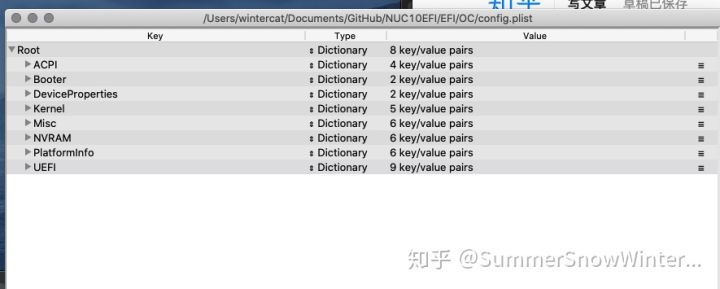 知乎 写文章 草稿已保存
/Users/wintercat/Documents/GitHub/NUC10EFI/EFI/OC/config.plist
Key Type Value
Root Dictionary 8 key/value pairs
ACPI Dictionary 4 key/value pairs
Booter Dictionary 2 key/value pairs
DeviceProperties Dictionary 2 key/value pairs
Kernel Dictionary 5 key/value pairs
Misc Dictionary 6 key/value pairs
NVRAM Dictionary 6 key/value pairs
PlatformInfo Dictionary 6 key/value pairs
UEFI Dictionary 9 key/value pairs
知乎 @SummerSnowWinter...